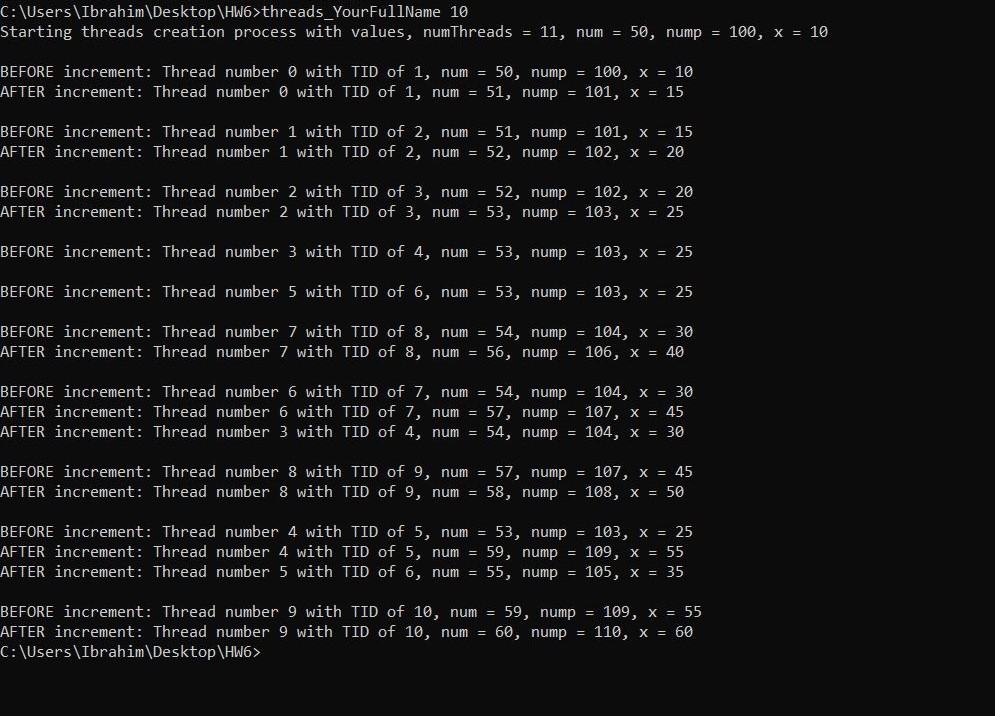 C:\Users\Ibrahim\Desktop\HW6>threads_YourFullName 10
Starting threads creation process with values, numThreads = 11, num = 50, nump = 100, x = 10
BEFORE increment: Thread number 0 with TID of 1, num = 50, nump = 100, x = 10
AFTER increment: Thread number 0 with TID of 1, num = 51, nump = 101, x = 15
BEFORE increment: Thread number 1 with TID of 2, num = 51, nump = 101, x = 15
AFTER increment: Thread number 1 with TID of 2, num = 52, nump = 102, x = 20
BEFORE increment: Thread number 2 with TID of 3, num = 52, nump = 102, x = 20
AFTER increment: Thread number 2 with TID of 3, num = 53, nump = 103, x = 25
BEFORE increment: Thread number 3 with TID of 4, num = 53, nump = 103, x = 25
BEFORE increment: Thread number 5 with TID of 6, num = 53, nump = 103, x = 25
BEFORE increment: Thread number 7 with TID of 8, num = 54, nump = 104, x = 30
AFTER increment: Thread number 7 with TID of 8, num = 56, nump = 106, x = 40
BEFORE increment: Thread number 6 with TID of 7, num = 54, nump = 104, x = 30
AFTER increment: Thread number 6 with TID of 7, num = 57, nump = 107, x = 45
AFTER increment: Thread number 3 with TID of 4, num = 54, nump = 104, x = 30
BEFORE increment: Thread number 8 with TID of 9, num = 57, nump = 107, x = 45
AFTER increment: Thread number 8 with TID of 9, num = 58, nump = 108, x = 50
BEFORE increment: Thread number 4 with TID of 5, num = 53, nump = 103, x = 25
AFTER increment: Thread number 4 with TID of 5, num = 59, nump = 109, x = 55
AFTER increment: Thread number 5 with TID of 6, num = 55, nump = 105, x = 35
BEFORE increment: Thread number 9 with TID of 10, num = 59, nump = 109, x = 55
AFTER increment: Thread number 9 with TID of 10, num = 60, nump = 110, x = 60
C:\Users\Ibrahim\Desktop\HW6>